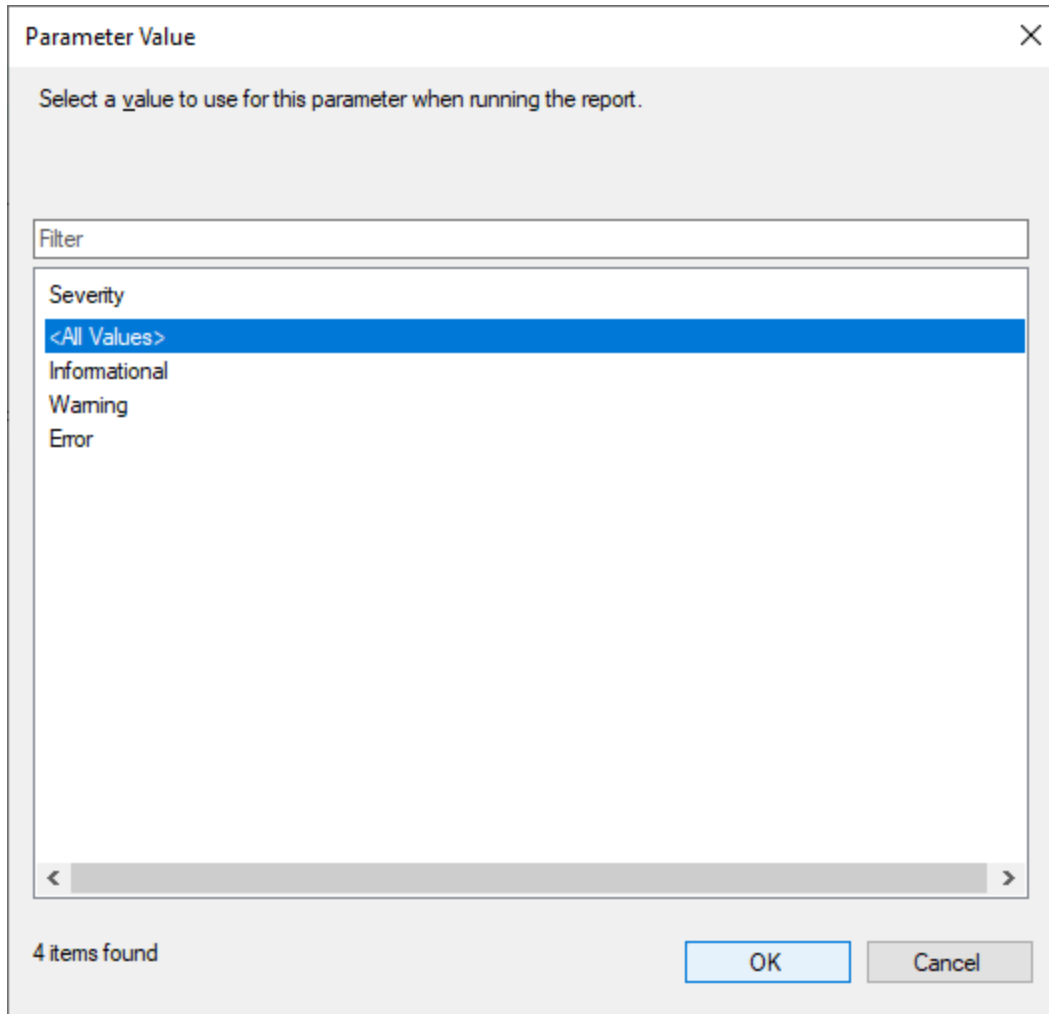 Parameter Value
Select a value to use for this parameter when running the report.
Filter
Severity
<All Values>
Informational
Warning
Error
4 items found
OK
Cancel